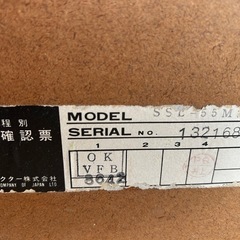 程別
確認票
クター株式会社
COMPANY OF JAPAN LTD
MODEL SSL-55M
SERIAL NO. 132168
1 2 3 4
OK
VFB
8642